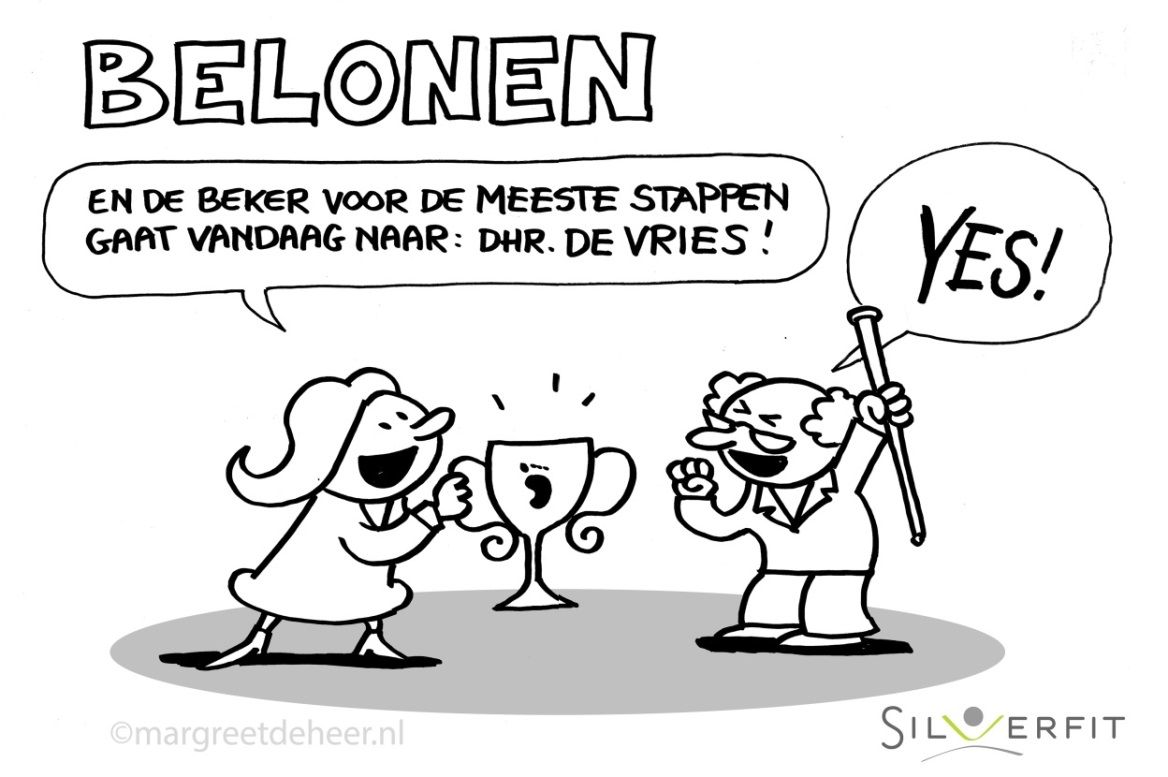 BELONEN
EN DE BEKER VOOR DE MEESTE STAPPEN
GAAT VANDAAG NAAR: DHR. DE VRIES!
YES!
©margreetdeheer.nl
SILVERFIT